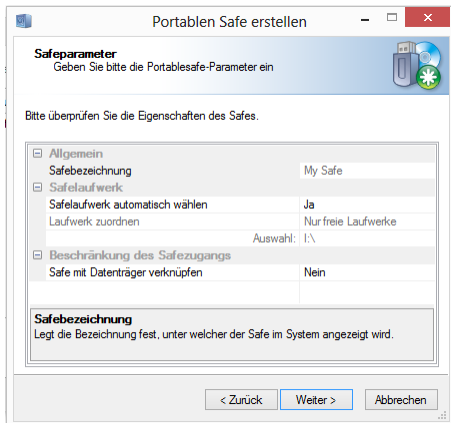 Portablen Safe erstellen
Safeparameter
Geben Sie bitte die Portablesafe-Parameter ein
Bitte überprüfen Sie die Eigenschaften des Safes.
Allgemein
Safebezeichnung My Safe
Safelaufwerk
Safelaufwerk automatisch wählen Ja
Laufwerk zuordnen Nur freie Laufwerke
Auswahl: I:\
Beschränkung des Safezugangs
Safe mit Datenträger verknüpfen Nein
Safebezeichnung
Legt die Bezeichnung fest, unter welcher der Safe im System angezeigt wird.
< Zurück Weiter > Abbrechen